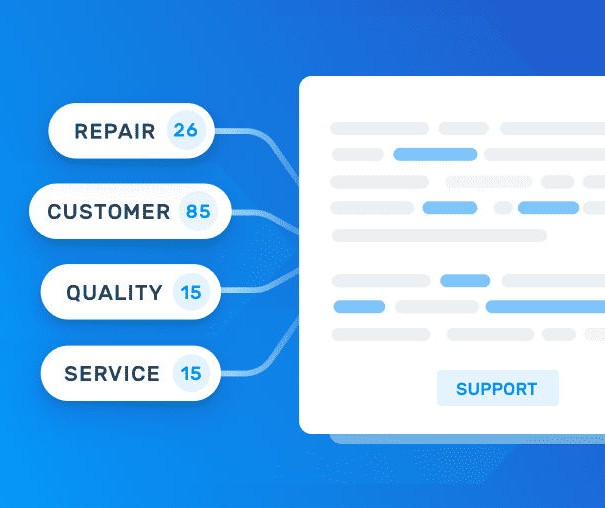 REPAIR 26
CUSTOMER 85
QUALITY 15
SERVICE 15
SUPPORT